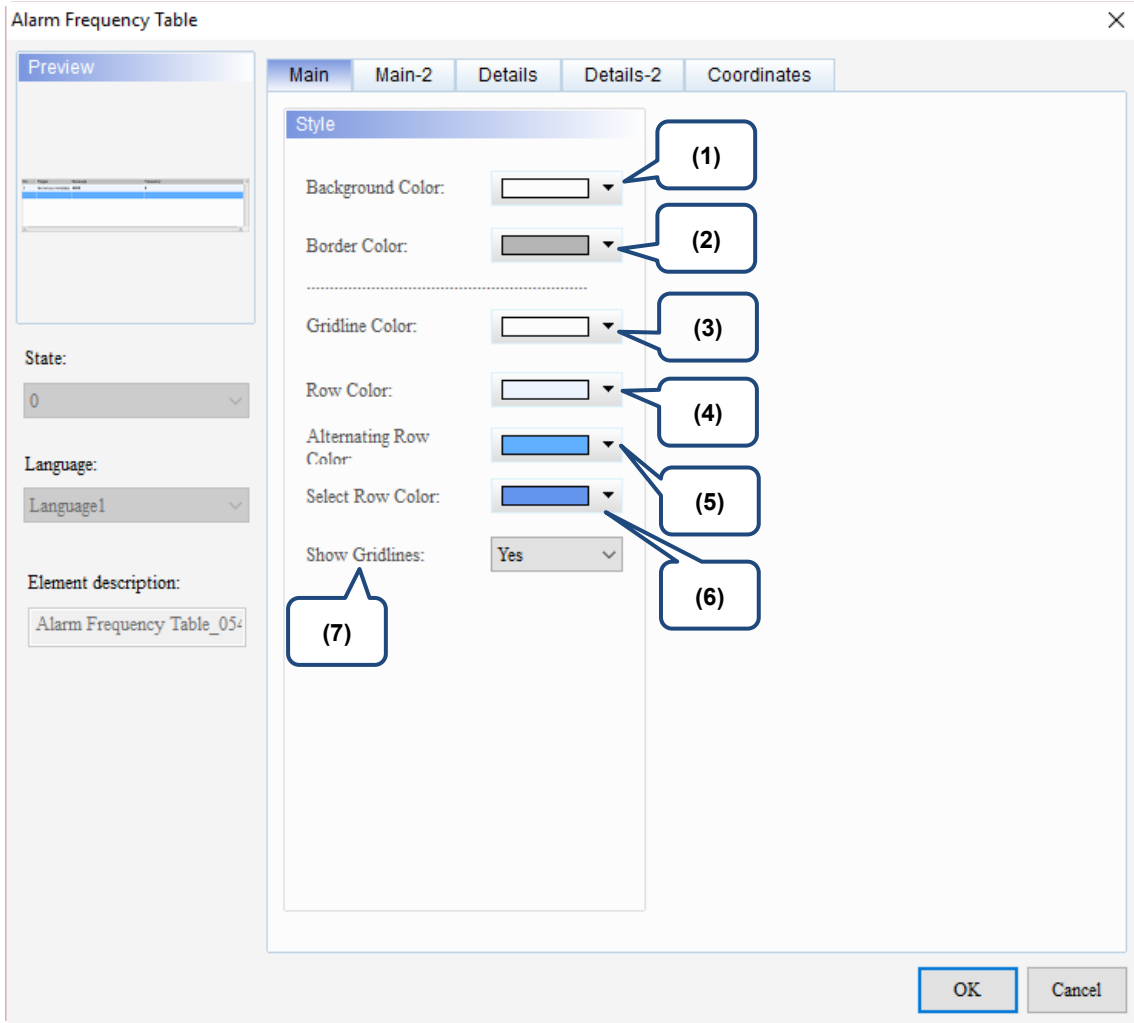 Alarm Frequency Table
Preview
Main
Main-2
Details
Details-2
Coordinates
Style
Background Color:
(1)
Border Color:
(2)
Gridline Color:
(3)
Row Color:
(4)
Alternating Row
Color:
(5)
Select Row Color:
(6)
Show Gridlines:
Yes
(7)
State:
0
Language:
Language1
Element description:
Alarm Frequency Table_054
OK
Cancel